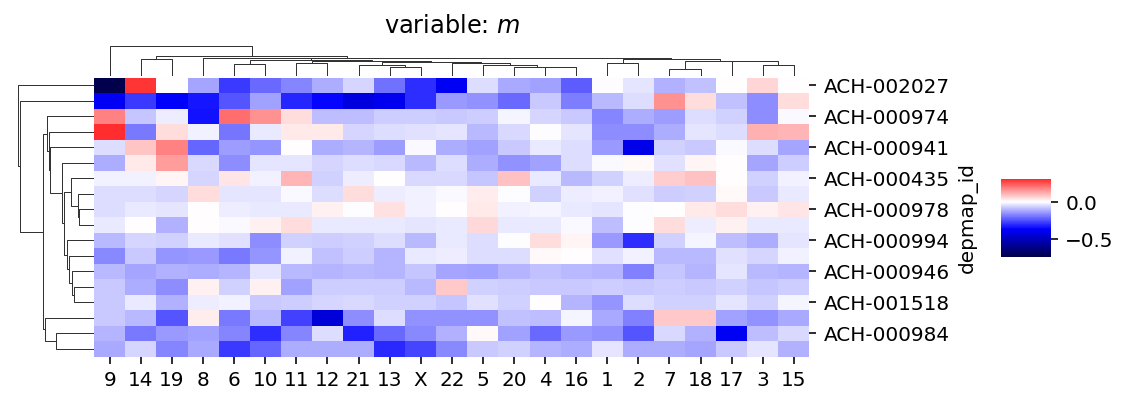 variable: m
ACH-002027
ACH-000974
ACH-000941
ACH-000435
ACH-000978
ACH-000994
ACH-000946
ACH-001518
ACH-000984
depmap_id
0.0
−0.5
9 14 19 8 6 10 11 12 21 13 X 22 5 20 4 16 1 2 7 18 17 3 15